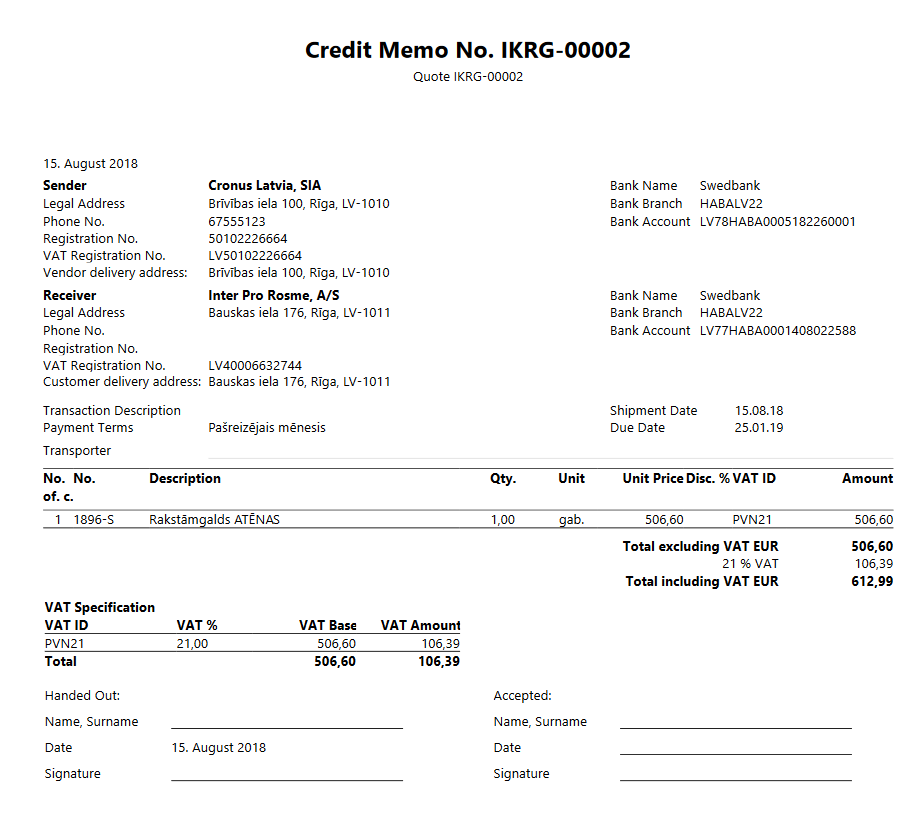 Credit Memo No. IKRG-00002
Quote IKRG-00002
15. August 2018
Sender Cronus Latvia, SIA Bank Name Swedbank
Legal Address Brīvības iela 100, Rīga, LV-1010 Bank Branch HABALV22
Phone No. 67555123 Bank Account LV78HABA0005182260001
Registration No. 50102226664
VAT Registration No. LV50102226664
Vendor delivery address: Brīvības iela 100, Rīga, LV-1010
Receiver Inter Pro Rosme, A/S Bank Name Swedbank
Legal Address Bauskas iela 176, Rīga, LV-1011 Bank Branch HABALV22
Phone No. Bank Account LV77HABA0001408022588
Registration No.
VAT Registration No. LV40006632744
Customer delivery address: Bauskas iela 176, Rīga, LV-1011
Transaction Description Shipment Date 15.08.18
Payment Terms Pašreizējais mēnesis Due Date 25.01.19
Transporter
No. No. Description Qty. Unit Unit Price Disc. % VAT ID Amount
of. c.
1 1896-S Rakstāmgalds ATĒNAS 1,00 gab. 506,60 PVN21 506,60
Total excluding VAT EUR 506,60
21 % VAT 106,39
Total including VAT EUR 612,99
VAT Specification
VAT ID VAT % VAT Base VAT Amount
PVN21 21,00 506,60 106,39
Total 506,60 106,39
Handed Out: Accepted:
Name, Surname Name, Surname
Date 15. August 2018 Date
Signature Signature